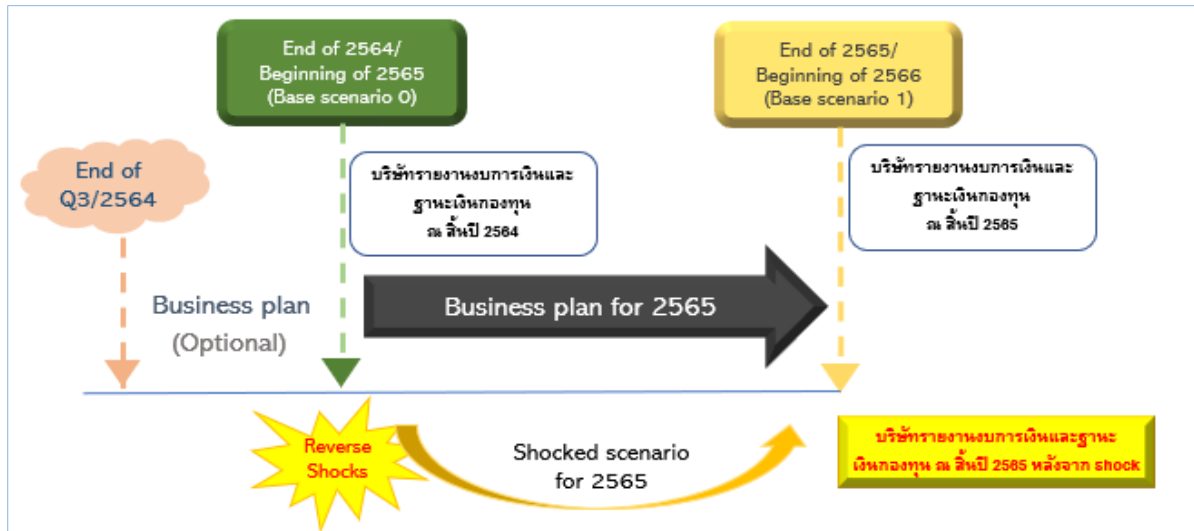 End of 2564/
Beginning of 2565
(Base scenario 0)
End of 2565/
Beginning of 2566
(Base scenario 1)
End of
Q3/2564
บริษัทรายงานงบการเงินและ
ฐานะเงินกองทุน
ณ สิ้นปี 2564
บริษัทรายงานงบการเงินและ
ฐานะเงินกองทุน
ณ สิ้นปี 2565
Business plan
(Optional)
Business plan for 2565
Reverse
Shocks
Shocked scenario
for 2565
บริษัทรายงานงบการเงินและฐานะ
เงินกองทุน ณ สิ้นปี 2565 หลังจาก shock